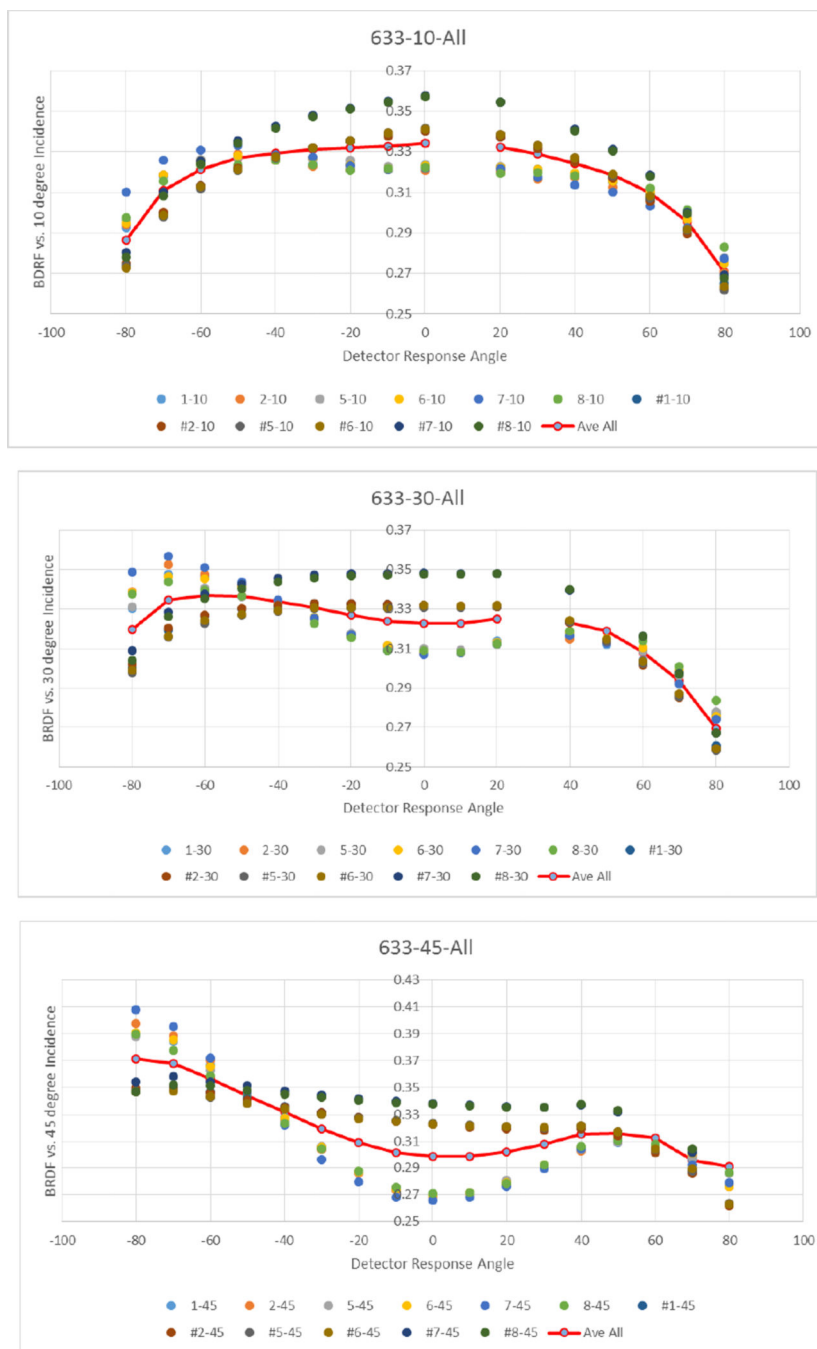 633-10-All
BDRF vs. 10 degree Incidence
0.37
0.35
0.33
0.31
0.29
0.27
0.25
-100 -80 -60 -40 -20 0 20 40 60 80 100
Detector Response Angle
1-10 2-10 5-10 6-10 7-10 8-10 #1-10
#2-10 #5-10 #6-10 #7-10 #8-10 Ave All
633-30-All
BRDF vs. 30 degree Incidence
0.37
0.35
0.33
0.31
0.29
0.27
0.25
-100 -80 -60 -40 -20 0 20 40 60 80 100
Detector Response Angle
1-30 2-30 5-30 6-30 7-30 8-30 #1-30
#2-30 #5-30 #6-30 #7-30 #8-30 Ave All
633-45-All
BRDF vs. 45 degree Incidence
0.43
0.41
0.39
0.37
0.35
0.33
0.31
0.29
0.27
0.25
-100 -80 -60 -40 -20 0 20 40 60 80 100
Detector Response Angle
1-45 2-45 5-45 6-45 7-45 8-45 #1-45
#2-45 #5-45 #6-45 #7-45 #8-45 Ave All